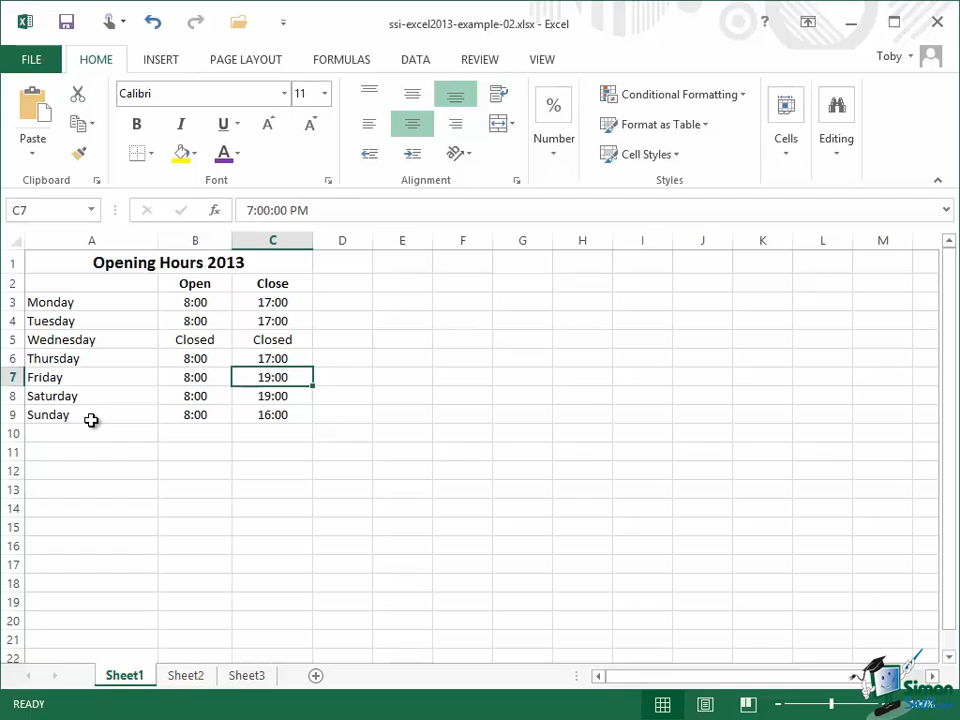 ssi-excel2013-example-02.xlsx - Excel
?
FILE HOME INSERT PAGE LAYOUT FORMULAS DATA REVIEW VIEW Toby
Paste
Clipboard
Calibri 11
B I U A A
A
Font
Alignment
%
Number
Conditional Formatting
Format as Table
Cell Styles
Styles
Cells
Editing
C7 fx 7:00:00 PM
A B C D E F G H I J K L M
1 Opening Hours 2013
2 Open Close
3 Monday 8:00 17:00
4 Tuesday 8:00 17:00
5 Wednesday Closed Closed
6 Thursday 8:00 17:00
7 Friday 8:00 19:00
8 Saturday 8:00 19:00
9 Sunday 8:00 16:00
10
11
12
13
14
15
16
17
18
19
20
21
22
Sheet1 Sheet2 Sheet3
READY
Simon